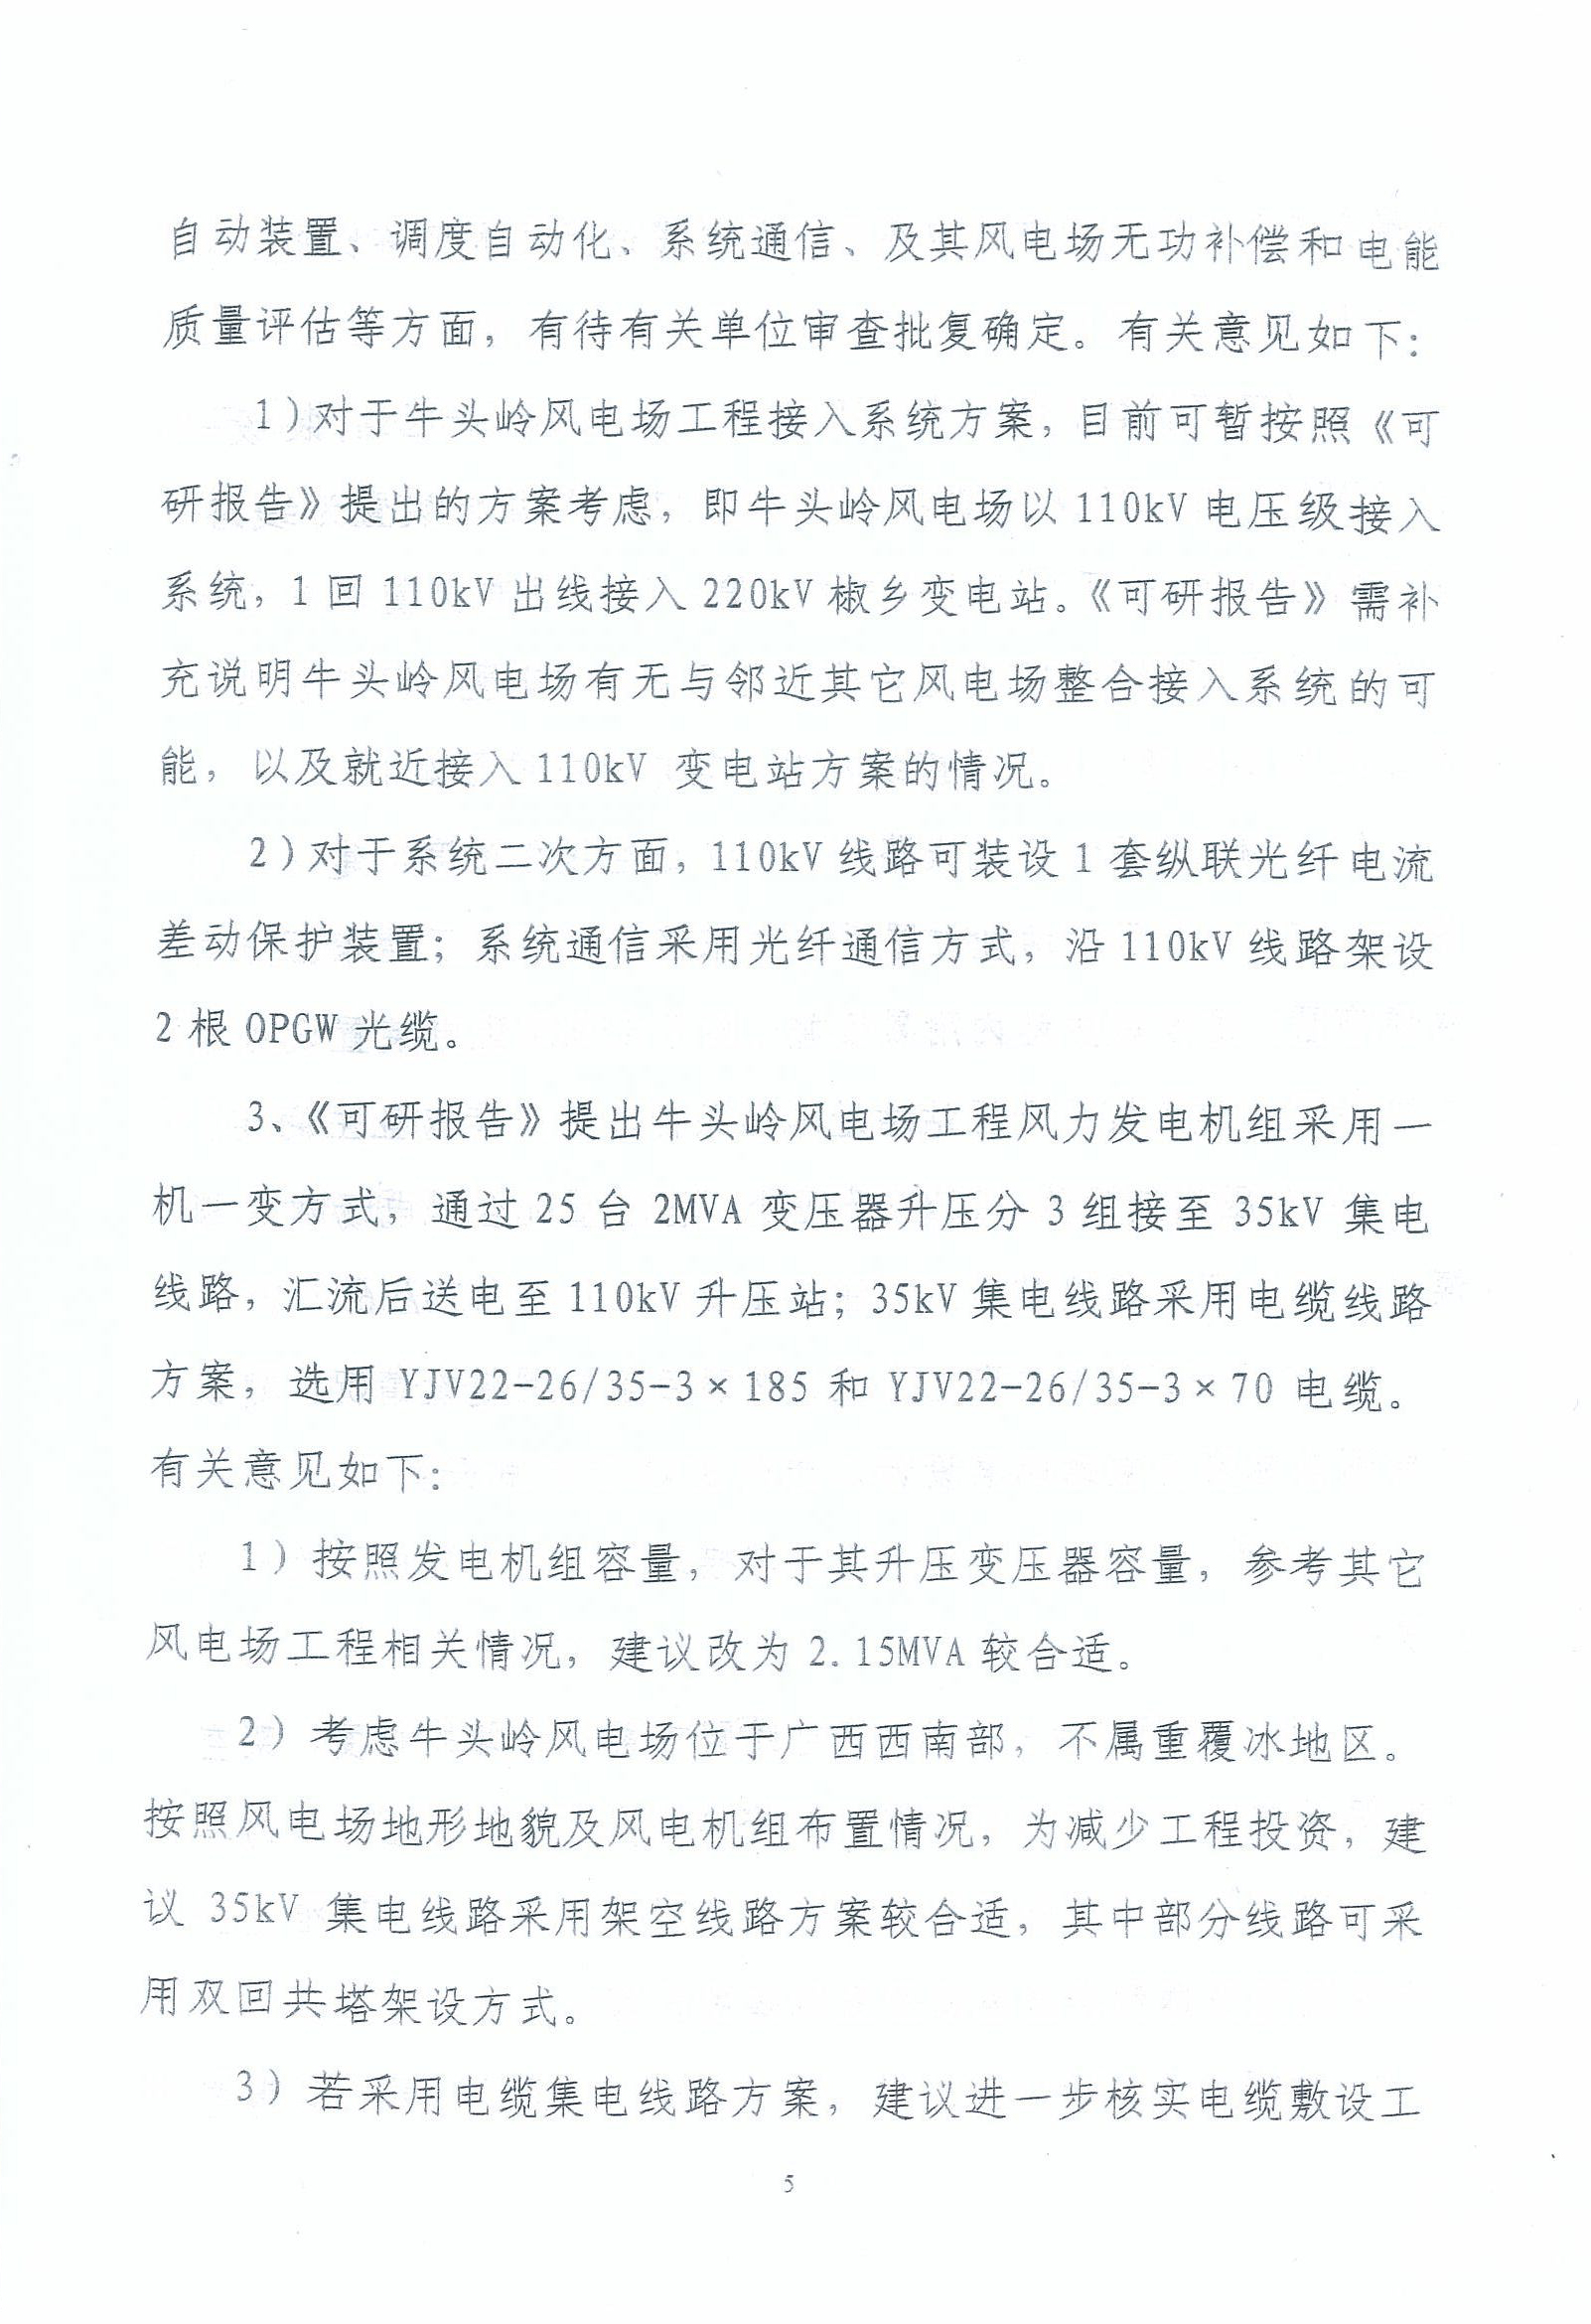 自动装置、调度自动化、系统通信、及其风电场无功补偿和电能
质量评估等方面，有待有关单位审查批复确定。有关意见如下：
1)对于牛头岭风电场工程接入系统方案，目前可暂按照《可
研报告》提出的方案考虑，即牛头岭风电场以 110kV 电压级接入
系统，1 回 110kV 出线接入 220kV 椒乡变电站。《可研报告》需补
充说明牛头岭风电场有无与邻近其它风电场整合接入系统的可
能，以及就近接入 110kV 变电站方案的情况。
2)对于系统二次方面，110kV 线路可装设 1 套纵联光纤电流
差动保护装置；系统通信采用光纤通信方式，沿 110kV 线路架设
2 根 OPGW 光缆。
3、《可研报告》提出牛头岭风电场工程风力发电机组采用一
机一变方式，通过 25 台 2MVA 变压器升压分 3 组接至 35kV 集电
线路，汇流后送电至 110kV 升压站；35kV 集电线路采用电缆线路
方案，选用 YJV22-26/35-3×185 和 YJV22-26/35-3×70 电缆。
有关意见如下：
1）按照发电机组容量，对于其升压变压器容量，参考其它
风电场工程相关情况，建议改为 2.15MVA 较合适。
2）考虑牛头岭风电场位于广西西南部，不属重覆冰地区。
按照风电场地形地貌及风电机组布置情况，为减少工程投资，建
议 35kV 集电线路采用架空线路方案较合适，其中部分线路可采
用双回共塔架设方式。
3）若采用电缆集电线路方案，建议进一步核实电缆敷设工
5